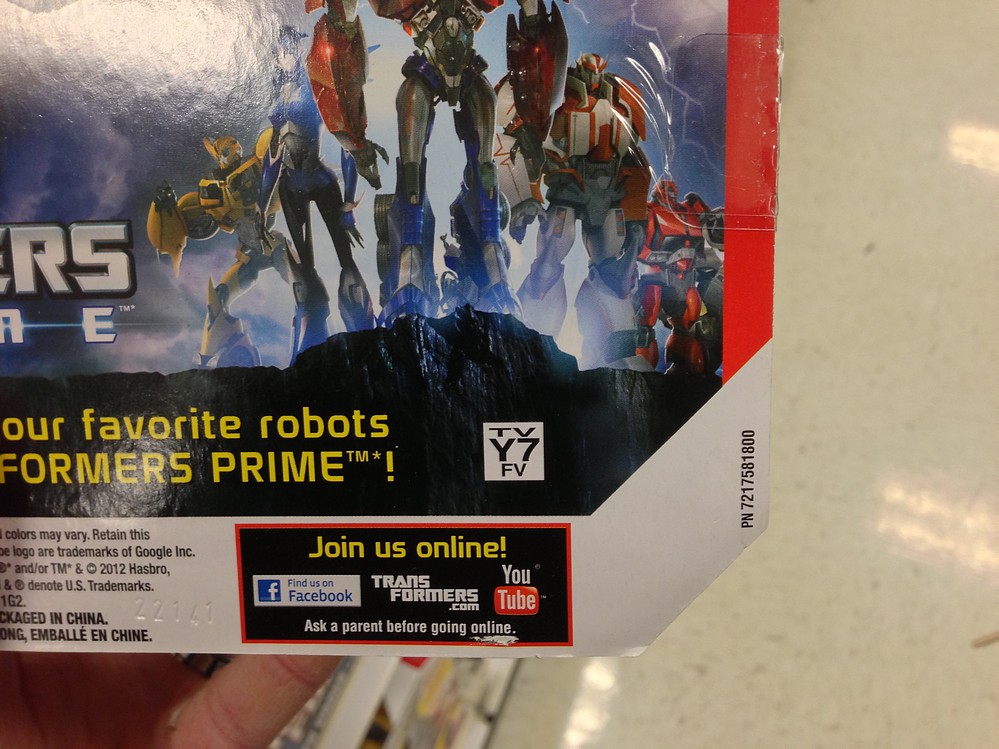 ERS
N E™*
our favorite robots
FORMERS PRIME™*!
TV
Y7
FV
PN 7217581800
colors may vary. Retain this
be logo are trademarks of Google Inc.
®* and/or TM* & © 2012 Hasbro,
& ® denote U.S. Trademarks.
1G2.
CKAGED IN CHINA.
ONG, EMBALLÉ EN CHINE.
22141
Join us online!
f Find us on
Facebook
TRANS
FORMERS
.COM
You
Tube™
Ask a parent before going online.